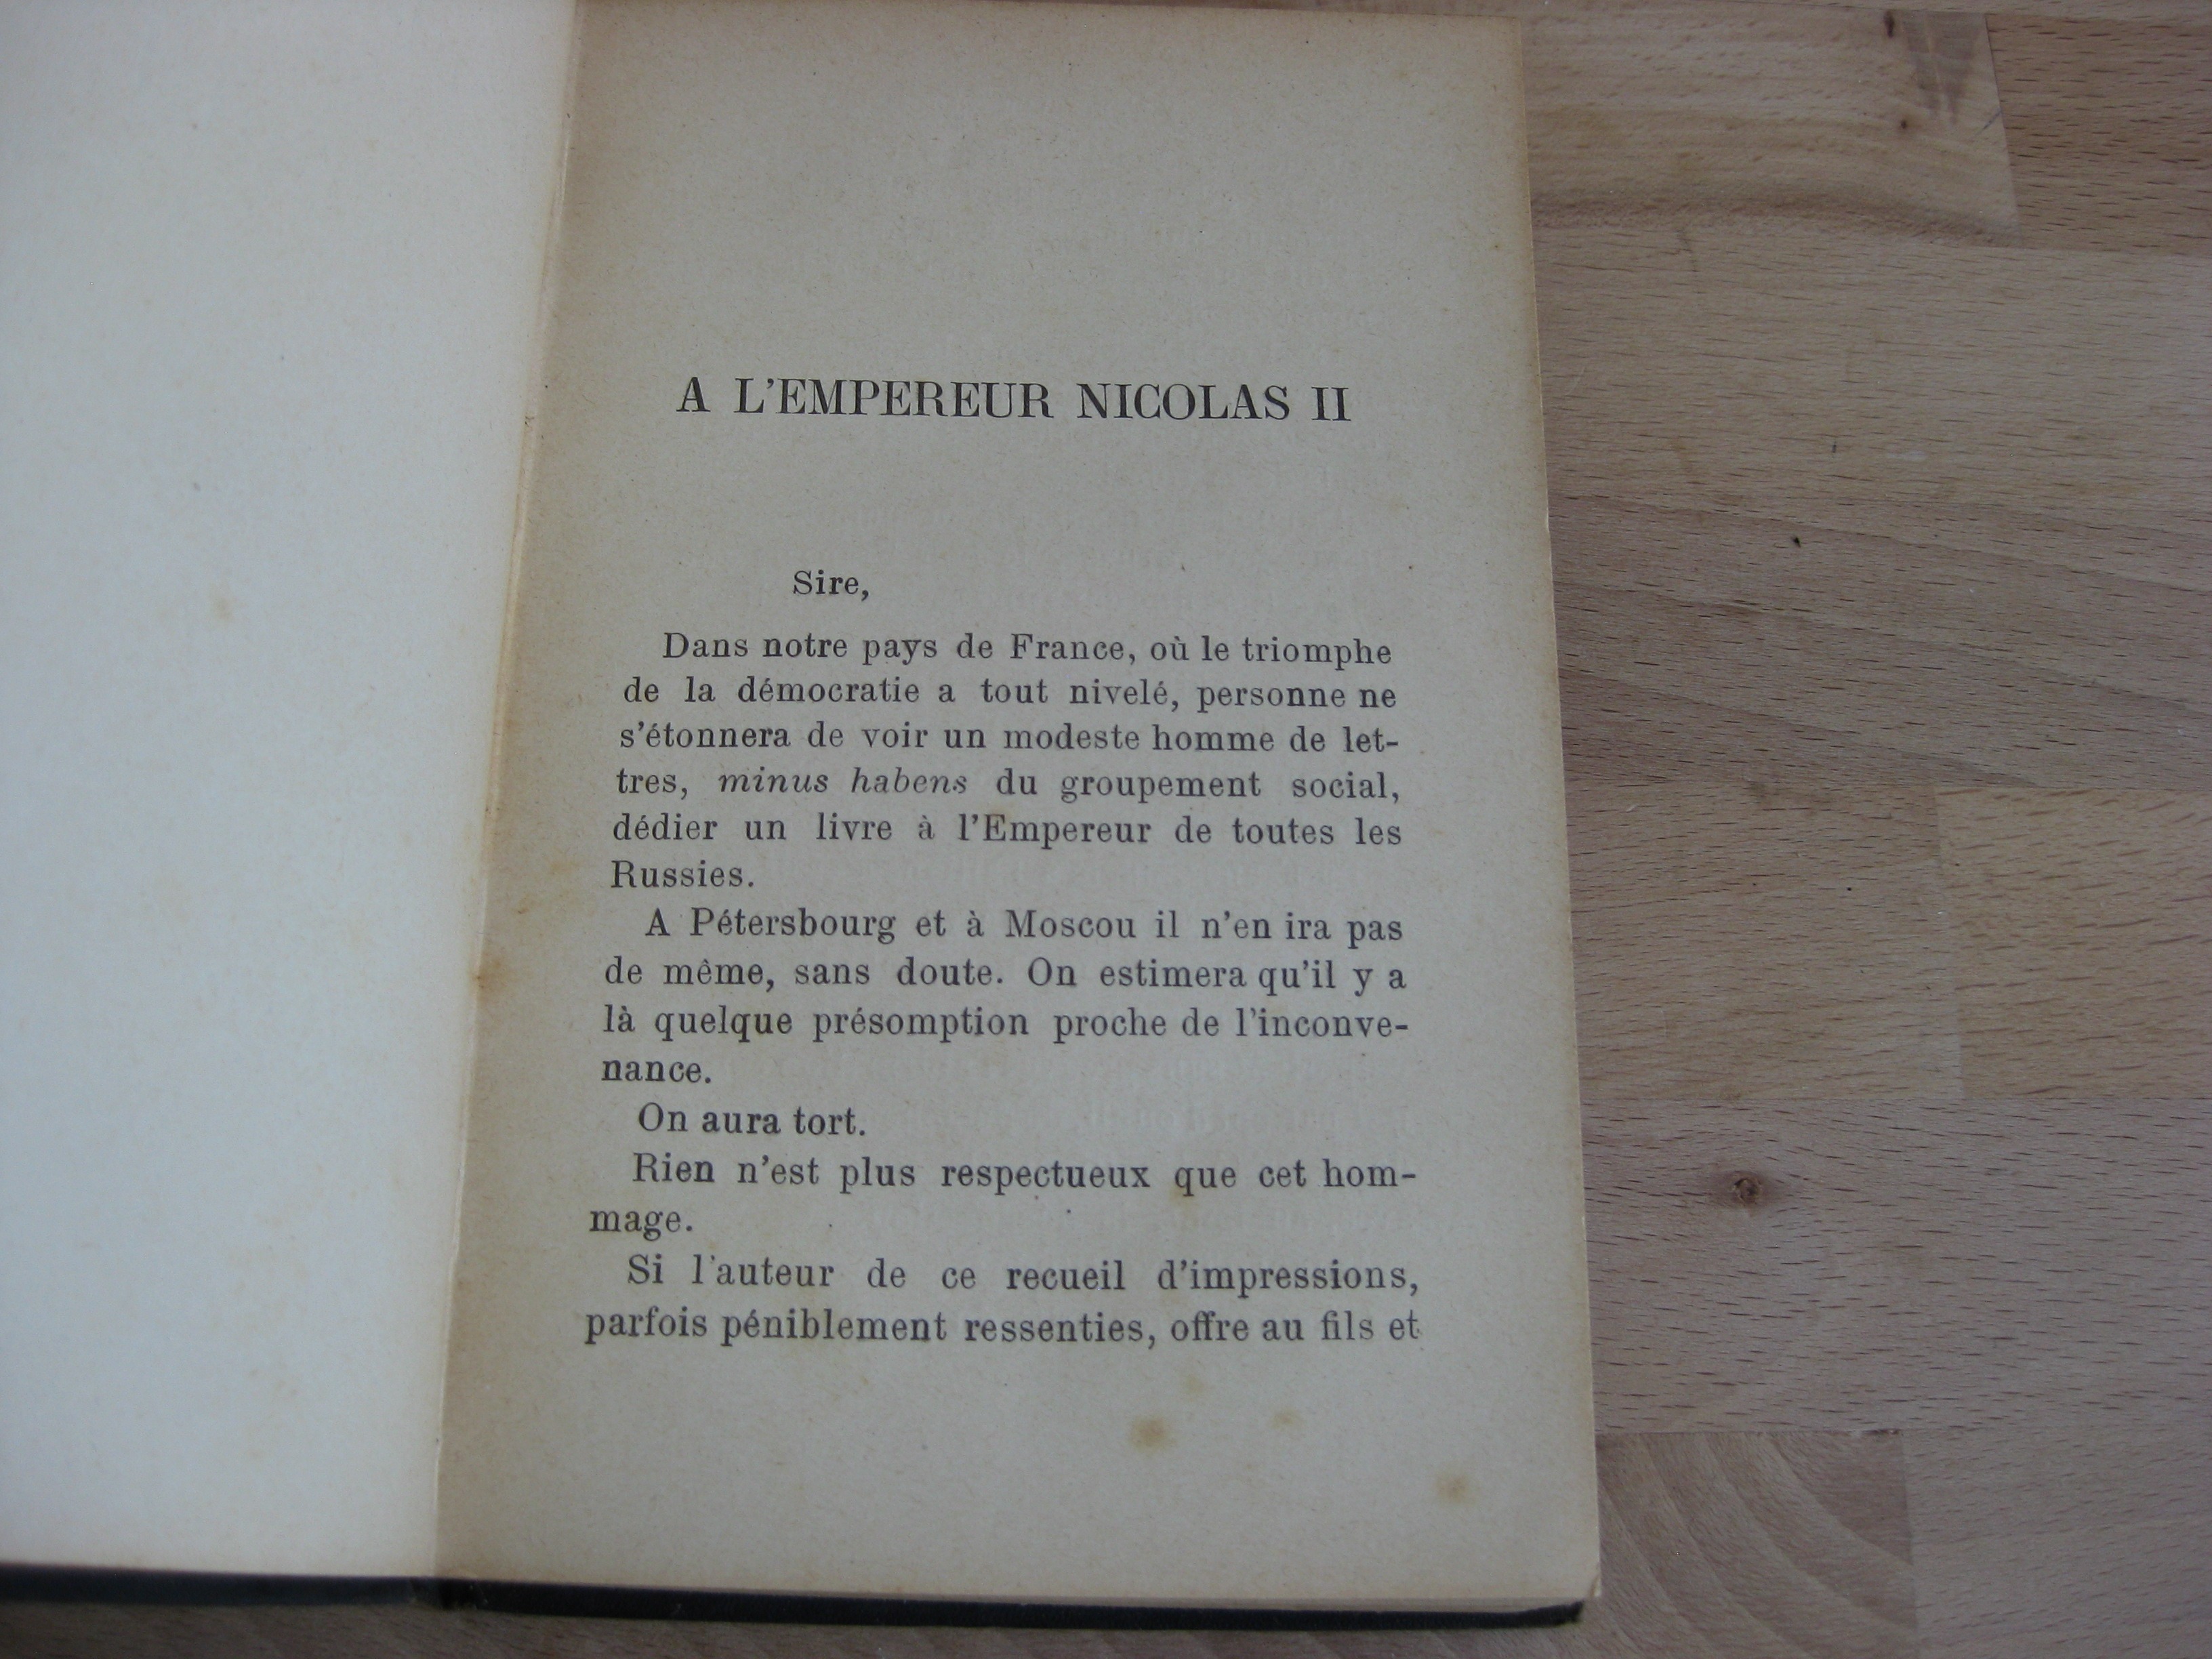 A L'EMPEREUR NICOLAS II
Sire,
Dans notre pays de France, où le triomphe
de la démocratie a tout nivelé, personne ne
s'étonnera de voir un modeste homme de let-
tres, minus habens du groupement social,
dédier un livre à l'Empereur de toutes les
Russies.
A Pétersbourg et à Moscou il n'en ira pas
de même, sans doute. On estimera qu'il y a
là quelque présomption proche de l'inconve-
nance.
On aura tort.
Rien n'est plus respectueux que cet hom-
mage.
Si l'auteur de ce recueil d'impressions,
parfois péniblement ressenties, offre au fils et